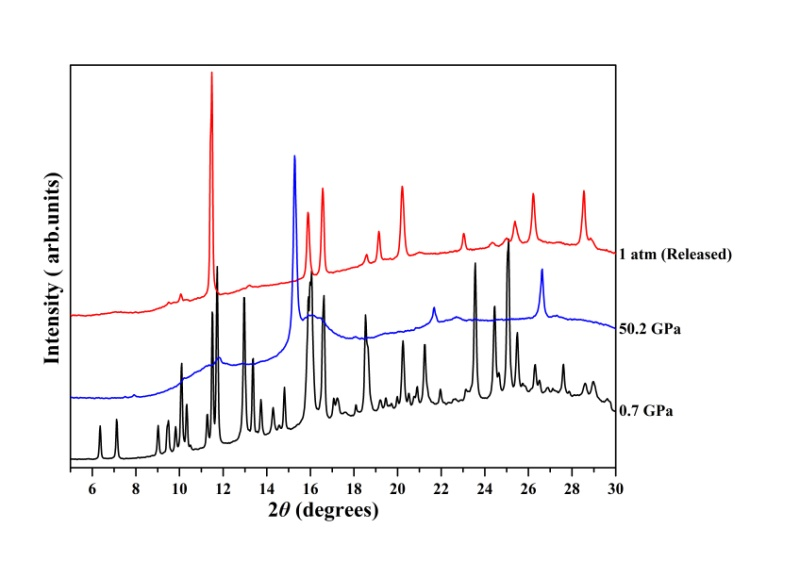 Intensity ( arb.units)
1 atm (Released)
50.2 GPa
0.7 GPa
6 8 10 12 14 16 18 20 22 24 26 28 30
2θ (degrees)